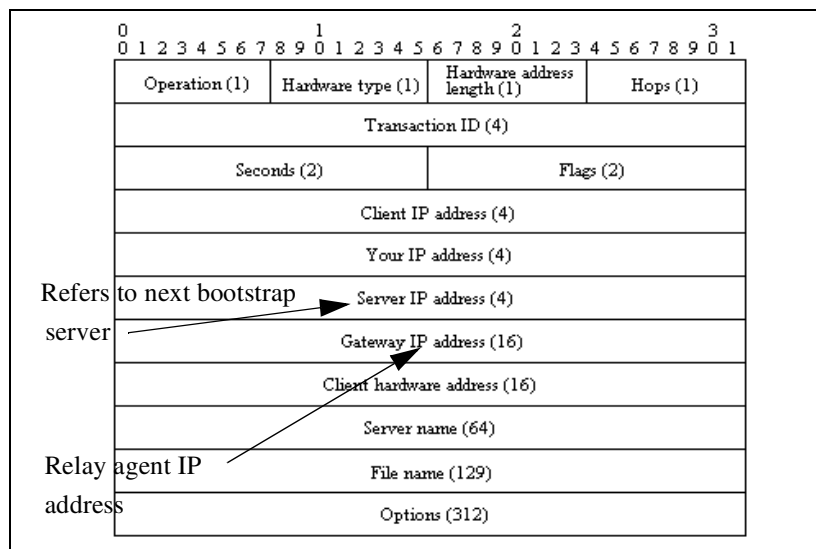 0 1 2 3
0 1 2 3 4 5 6 7 8 9 0 1 2 3 4 5 6 7 8 9 0 1 2 3 4 5 6 7 8 9 0 1
Operation (1)
Hardware type (1)
Hardware address
length (1)
Hops (1)
Transaction ID (4)
Seconds (2)
Flags (2)
Client IP address (4)
Your IP address (4)
Refers to next bootstrap
server
Server IP address (4)
Gateway IP address (16)
Client hardware address (16)
Server name (64)
Relay agent IP
address
File name (129)
Options (312)